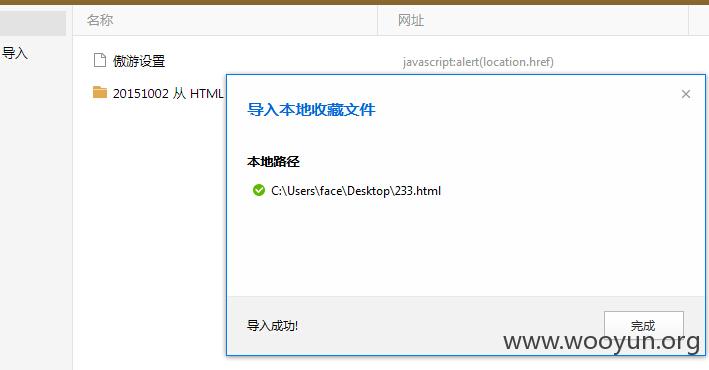 名称
网址
导入
傲游设置
javascript:alert(location.href)
20151002 从 HTML
导入本地收藏文件
本地路径
C:\Users\face\Desktop\233.html
导入成功!
完成
www.wooyun.org